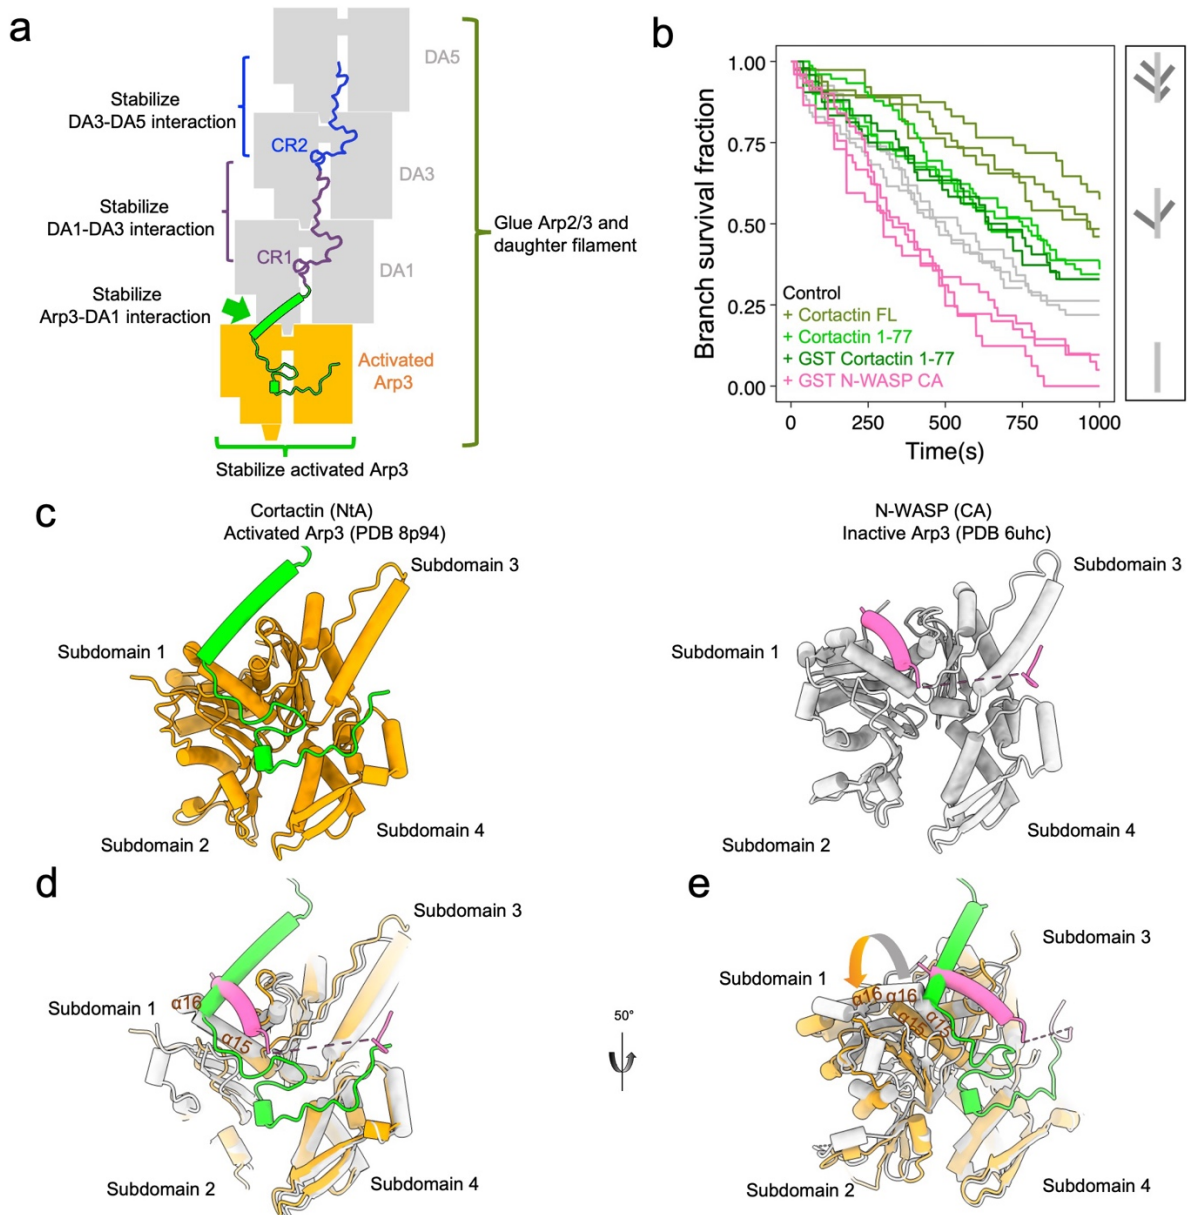 a
DA5
Stabilize
DA3-DA5 interaction
CR2
DA3
Stabilize
DA1-DA3 interaction
Glue Arp2/3 and
daughter filament
CR1
DA1
Stabilize
Arp3-DA1 interaction
Activated
Arp3
Stabilize activated Arp3
b
Branch survival fraction
1.00
0.75
0.50
0.25
0.00
Control
+ Cortactin FL
+ Cortactin 1-77
+ GST Cortactin 1-77
+ GST N-WASP CA
0
250
500
750
1000
Time(s)
c
Cortactin (NtA)
Activated Arp3 (PDB 8p94)
Subdomain 3
Subdomain 1
Subdomain 2
Subdomain 4
N-WASP (CA)
Inactive Arp3 (PDB 6uhc)
Subdomain 3
Subdomain 1
Subdomain 2
Subdomain 4
d
Subdomain 3
Subdomain 1
α16
α15
Subdomain 2
Subdomain 4
50°
e
Subdomain 3
Subdomain 1
α16
α16
α15
α15
Subdomain 2
Subdomain 4